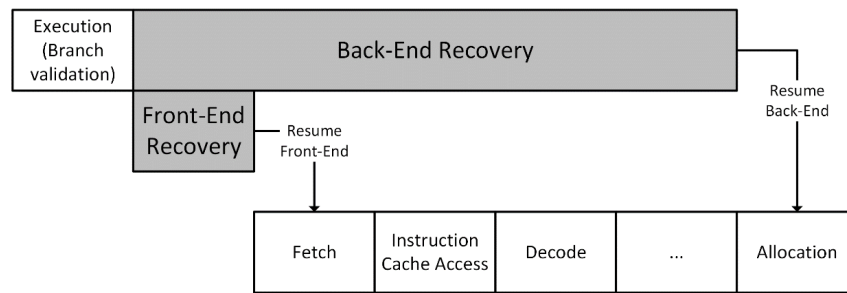 Execution
(Branch
validation)
Back-End Recovery
Front-End
Recovery
Resume
Front-End
Resume
Back-End
Fetch
Instruction
Cache Access
Decode
...
Allocation